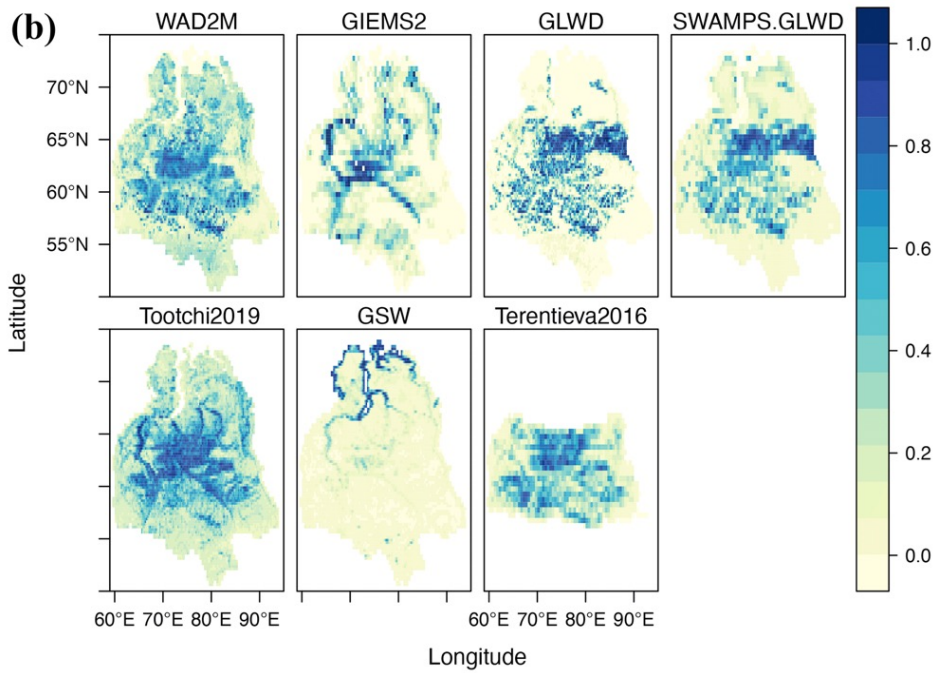 (b)
WAD2M GIEMS2 GLWD SWAMPS.GLWD
70°N
65°N
60°N
55°N
Tootchi2019 GSW Terentieva2016
60°E 70°E 80°E 90°E 60°E 70°E 80°E 90°E
Latitude
Longitude
1.0
0.8
0.6
0.4
0.2
0.0